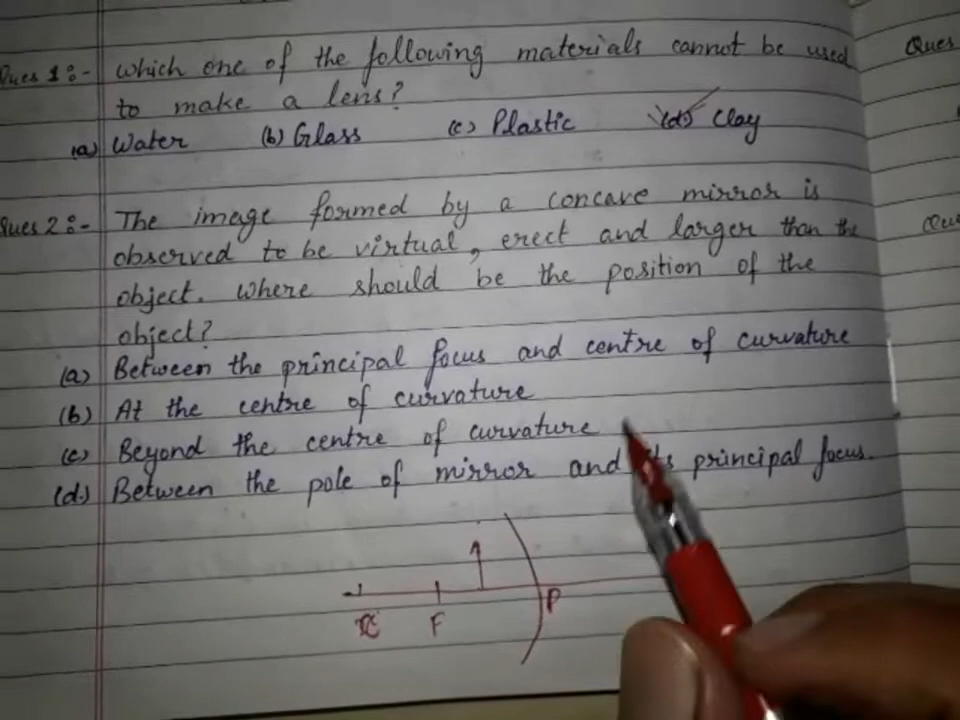 Ques 1:- Which one of the following materials cannot be used
to make a lens?
(a) Water (b) Glass (c) Plastic (d) Clay
Ques 2:- The image formed by a concave mirror is
observed to be virtual, erect and larger than the
object. Where should be the position of the
object?
(a) Between the principal focus and centre of curvature
(b) At the centre of curvature
(c) Beyond the centre of curvature
(d) Between the pole of mirror and its principal focus.
C F P
Ques